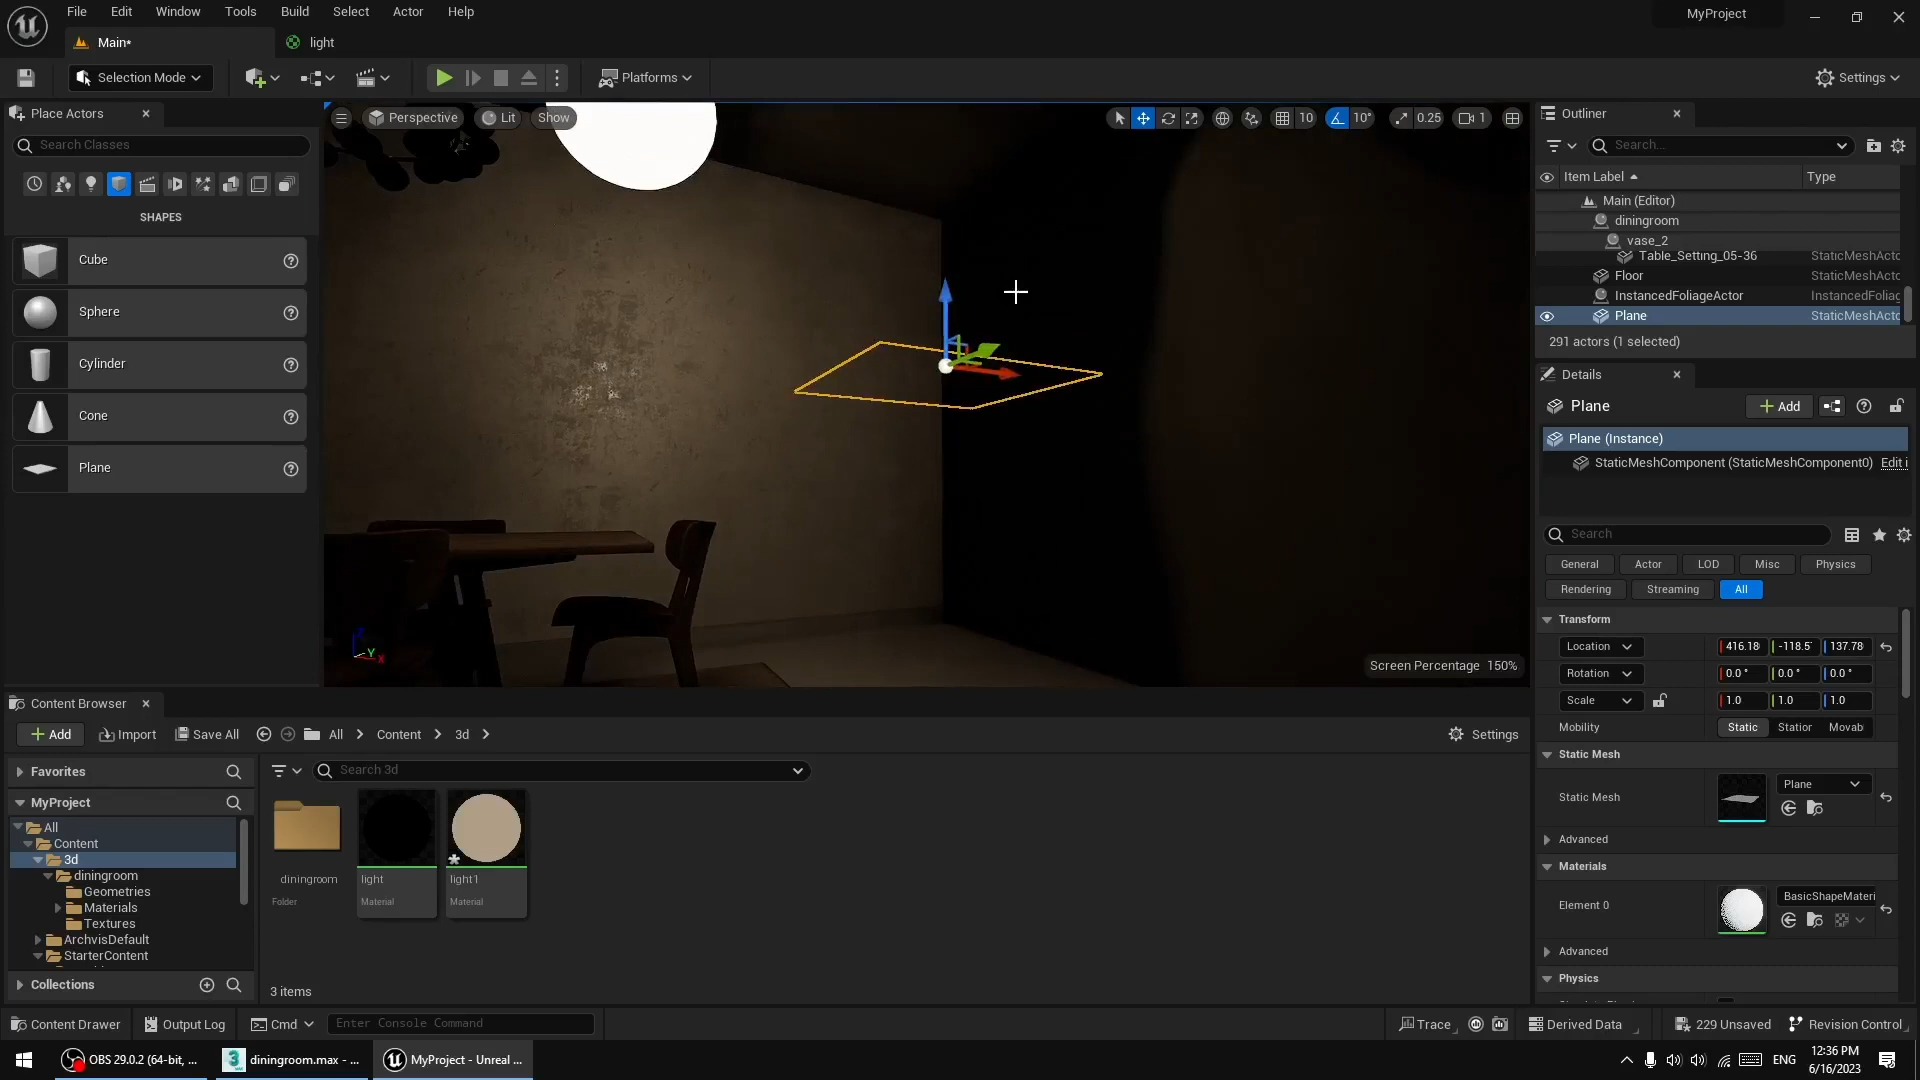 File Edit Window Tools Build Select Actor Help
MyProject
Main*
light
Selection Mode
Platforms
Settings
Place Actors
Search Classes
SHAPES
Cube
Sphere
Cylinder
Cone
Plane
Perspective
Lit
Show
10
10°
0.25
1
Screen Percentage 150%
Outliner
Search...
Item Label
Type
Main (Editor)
diningroom
vase_2
Table_Setting_05-36 StaticMeshActo
Floor StaticMeshActo
InstancedFoliageActor InstancedFoliag
Plane StaticMeshActo
291 actors (1 selected)
Details
Plane
Add
Plane (Instance)
StaticMeshComponent (StaticMeshComponent0) Edit i
Search
General Actor LOD Misc Physics
Rendering Streaming All
Transform
Location 416.18 -118.5 137.78
Rotation 0.0 ° 0.0 ° 0.0 °
Scale 1.0 1.0 1.0
Mobility Static Station Movab
Static Mesh
Static Mesh Plane
Advanced
Materials
Element 0 BasicShapeMateri
Advanced
Physics
Content Browser
Add Import Save All All Content 3d
Settings
Favorites
MyProject
All
Content
3d
diningroom
Geometries
Materials
Textures
ArchvisDefault
StarterContent
Collections
Search 3d
diningroom
Folder
light
Material
light1
Material
3 items
Content Drawer Output Log Cmd Enter Console Command
Trace Derived Data 229 Unsaved Revision Control
OBS 29.0.2 (64-bit, ...
diningroom.max - ...
MyProject - Unreal ...
ENG
12:36 PM
6/16/2023